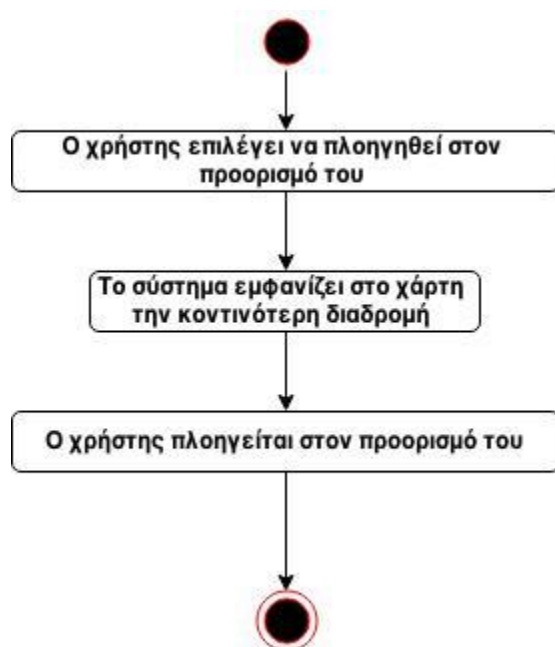 Ο χρήστης επιλέγει να πλοηγηθεί στον
προορισμό του
Το σύστημα εμφανίζει στο χάρτη
την κοντινότερη διαδρομή
Ο χρήστης πλοηγείται στον προορισμό του